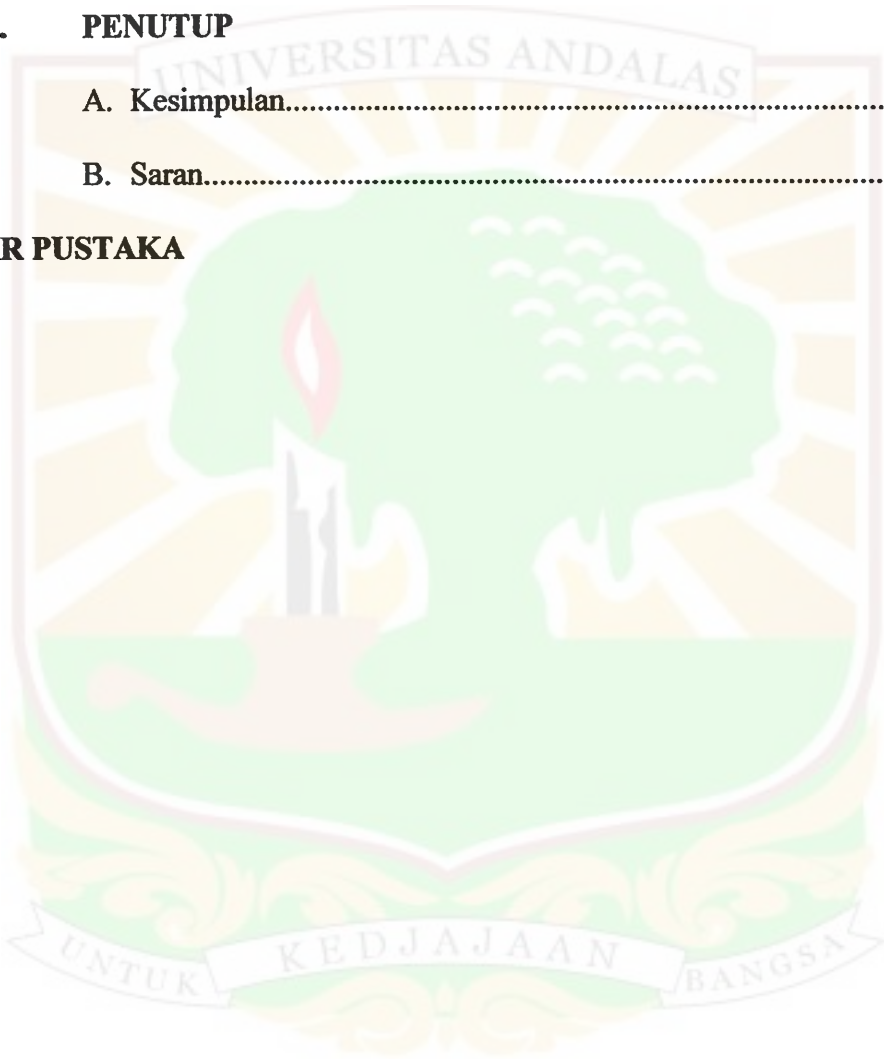 . PENUTUP
UNIVERSITAS ANDALAS
A. Kesimpulan..........................................................................
B. Saran....................................................................................
R PUSTAKA
UNTUK KEDJAJAAN BANGSA